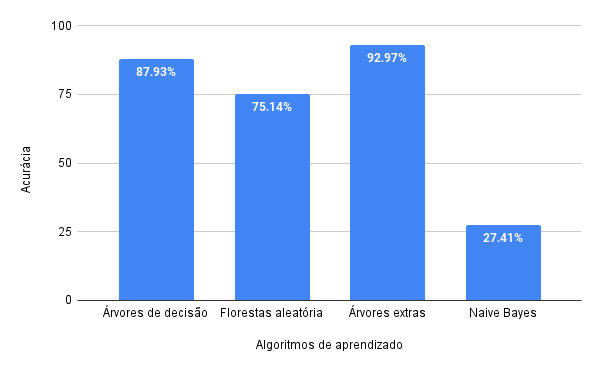 100
75
50
25
0
Acurácia
87.93%
75.14%
92.97%
27.41%
Árvores de decisão
Florestas aleatória
Árvores extras
Naive Bayes
Algoritmos de aprendizado